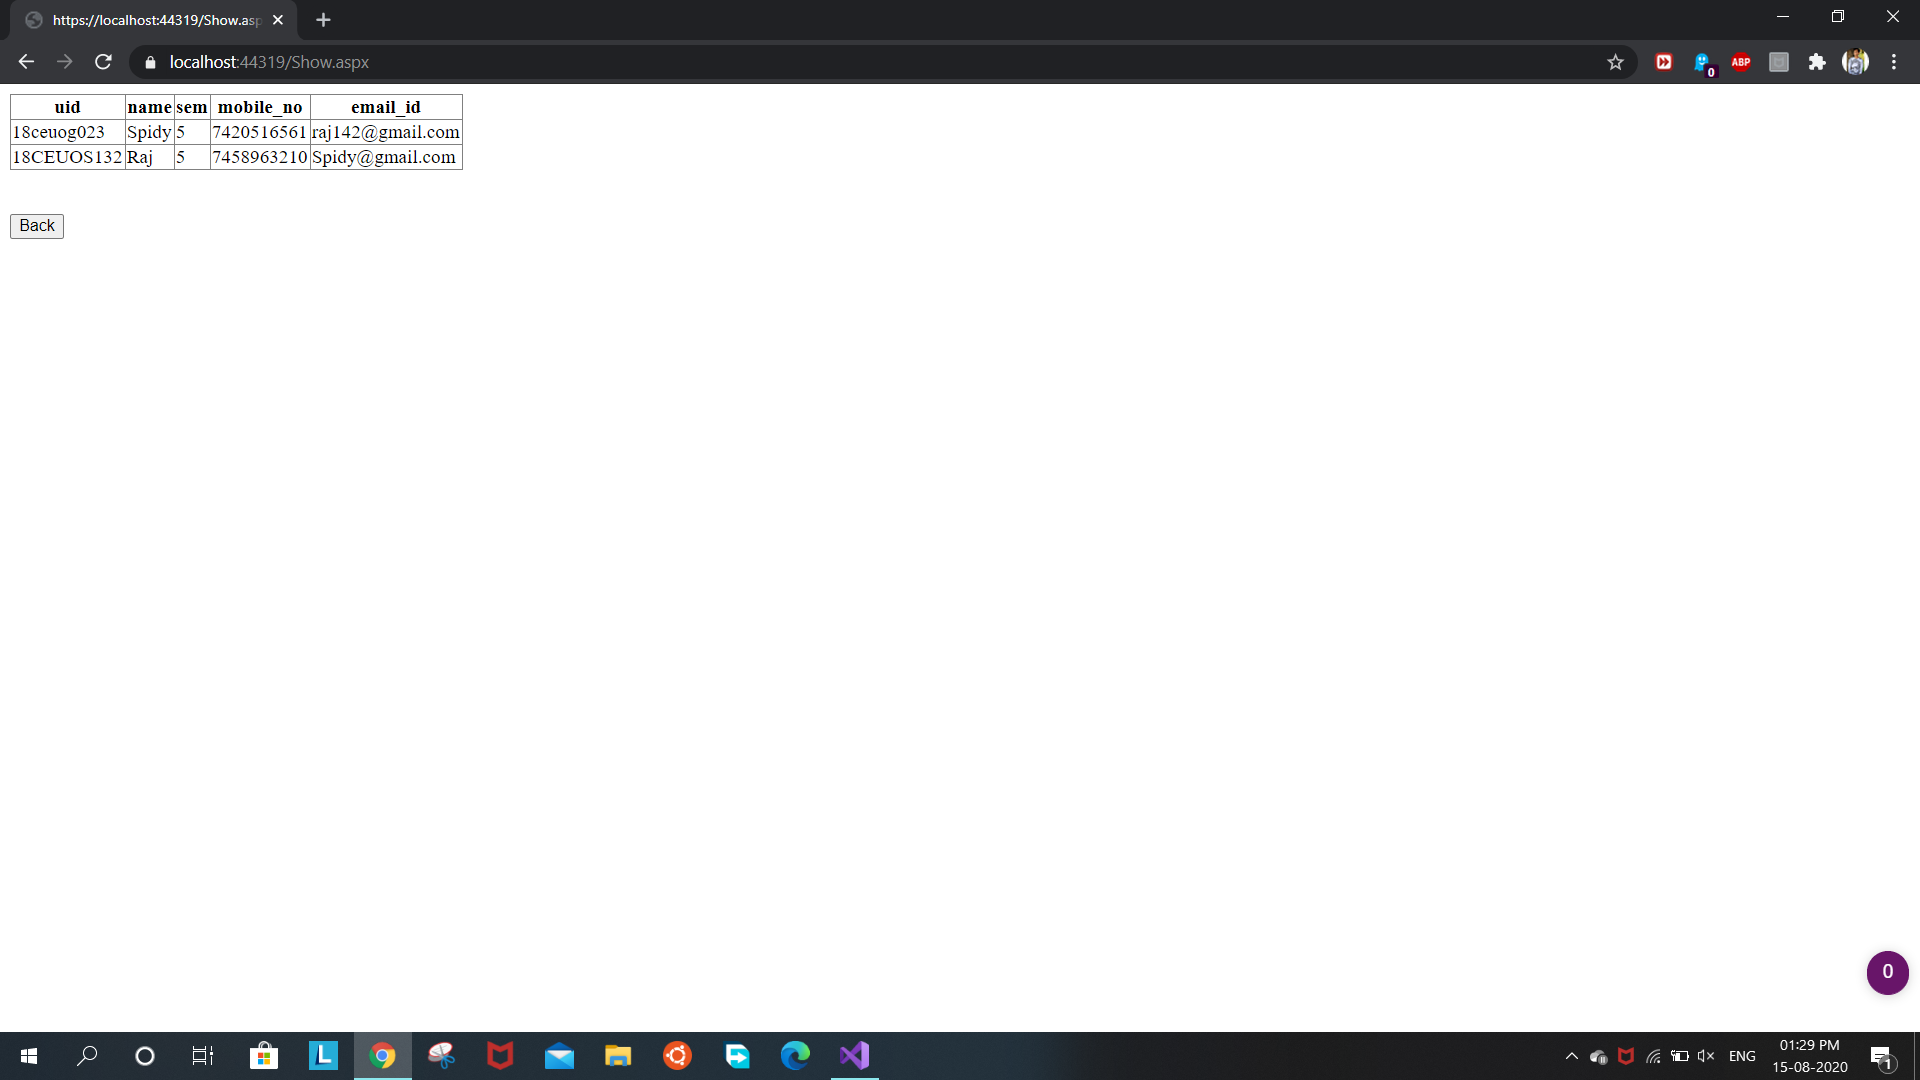 https://localhost:44319/Show.asp
localhost:44319/Show.aspx
0
ABP
uid name sem mobile_no email_id
18ceuog023 Spidy 5 7420516561 raj142@gmail.com
18CEUOS132 Raj 5 7458963210 Spidy@gmail.com
Back
0
L
ENG
01:29 PM
15-08-2020
1